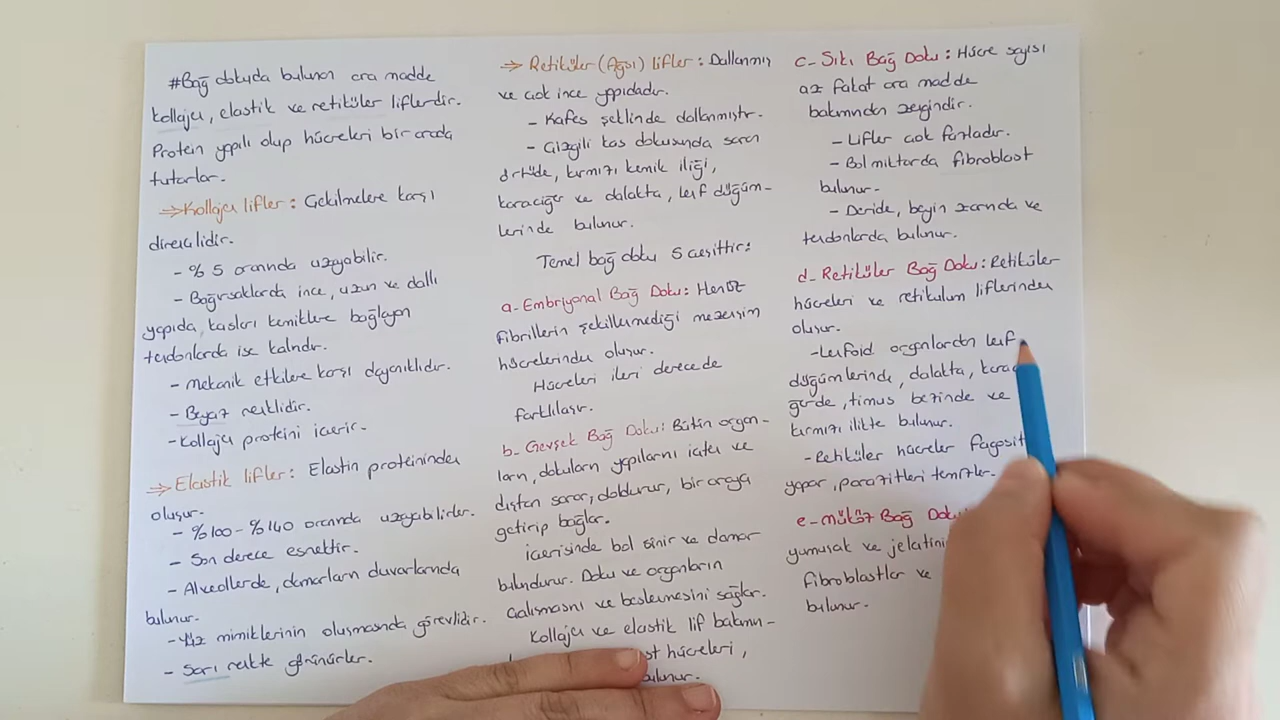 #Bağ dokuda bulunan ara madde
kollajen, elastik ve retiküler liflerdir.
Protein yapılı olup hücreleri bir arada
tutarlar.
⇒Kollajen lifler: Çekilmelere karşı
dirençlidir.
- %5 oranında uzayabilir.
- Bağırsaklarda ince, uzun ve dallı
yapıda, kasları kemiklere bağlayan
tendonlarda ise kalındır.
- Mekanik etkilere karşı dayanıklıdır.
- Beyaz renklidir.
- Kollajen proteini içerir.
⇒Elastik lifler: Elastin proteininden
oluşur.
- %100-%140 oranında uzayabilirler.
- Son derece esnektir.
- Alveollerde, damarların duvarlarında
bulunur.
- Yüz mimiklerinin oluşmasında görevlidir.
- Sarı renkte görünürler.
⇒ Retiküler (Ağsı) lifler: Dallanmış
ve çok ince yapıdadır.
- Kafes şeklinde dallanmıştır.
- Çizgili kas dokusunda saran
örtüde, kırmızı kemik iliği,
karaciğer ve dalakta, lenf düğüm-
lerinde bulunur.
Temel bağ doku 5 çeşittir:
a- Embriyonal Bağ Doku: Henüz
fibrillerin şekillenmediği mezenşim
hücrelerinden oluşur.
Hücreleri ileri derecede
farklılaşır.
b- Gevşek Bağ Doku: Bütün organ-
ların, dokuların yapılarını içten ve
dıştan sarar, doldurur, bir araya
getirip bağlar.
içerisinde bol sinir ve damar
bulundurur. Doku ve organların
çalışmasını ve beslenmesini sağlar.
Kollajen ve elastik lif bakımın-
st hücreleri,
bulunur.
c- Sıkı Bağ Doku: Hücre sayısı
az fakat ara madde
bakımından zengindir.
- Lifler çok fazladır.
- Bol miktarda fibroblast
bulunur.
- Deride, beyin zarında ve
tendonlarda bulunur.
d- Retiküler Bağ Doku: Retiküler
hücreleri ve retikulum liflerinden
oluşur.
- Lenfoid organlardan lenf
düğümlerinde, dalakta, karac
ğerde, timus bezinde ve
kırmızı ilikte bulunur.
- Retiküler hücreler fagosit
yapar, parazitleri temizler.
e- müköz Bağ Doku
yumuşak ve jelatini
fibroblastlar ve
bulunur.